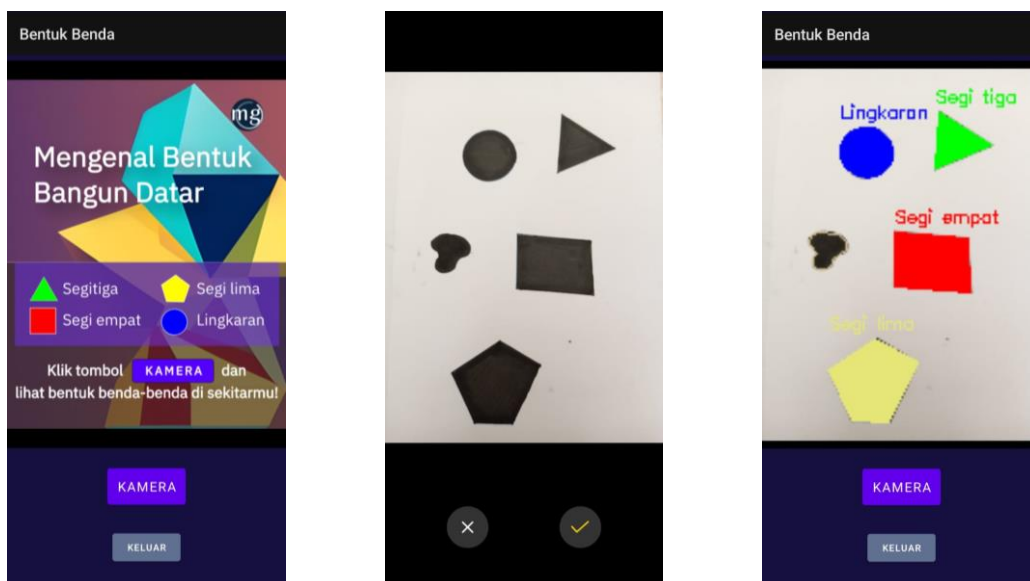 Bentuk Benda
mg
Mengenal Bentuk
Bangun Datar
Segitiga
Segi lima
Segi empat
Lingkaran
Klik tombol KAMERA dan
lihat bentuk benda-benda di sekitarmu!
KAMERA
KELUAR
Bentuk Benda
Segi tiga
Lingkaran
Segi empat
Segi lima
KAMERA
KELUAR